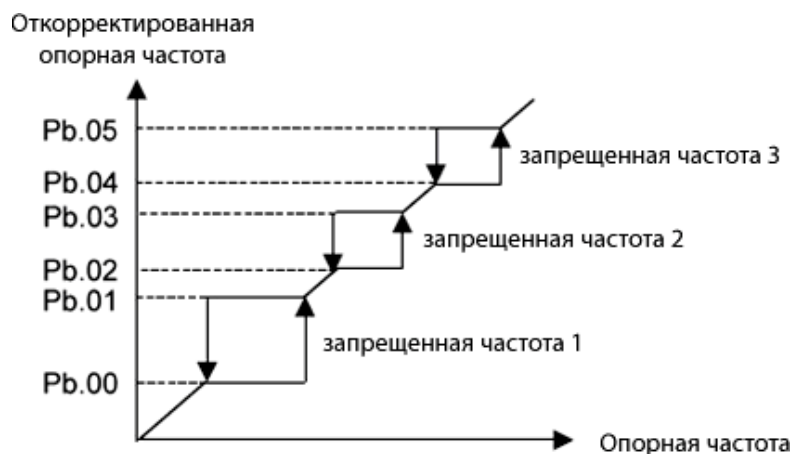 Откорректированная
опорная частота
Pb.05
запрещенная частота 3
Pb.04
Pb.03
запрещенная частота 2
Pb.02
Pb.01
запрещенная частота 1
Pb.00
Опорная частота